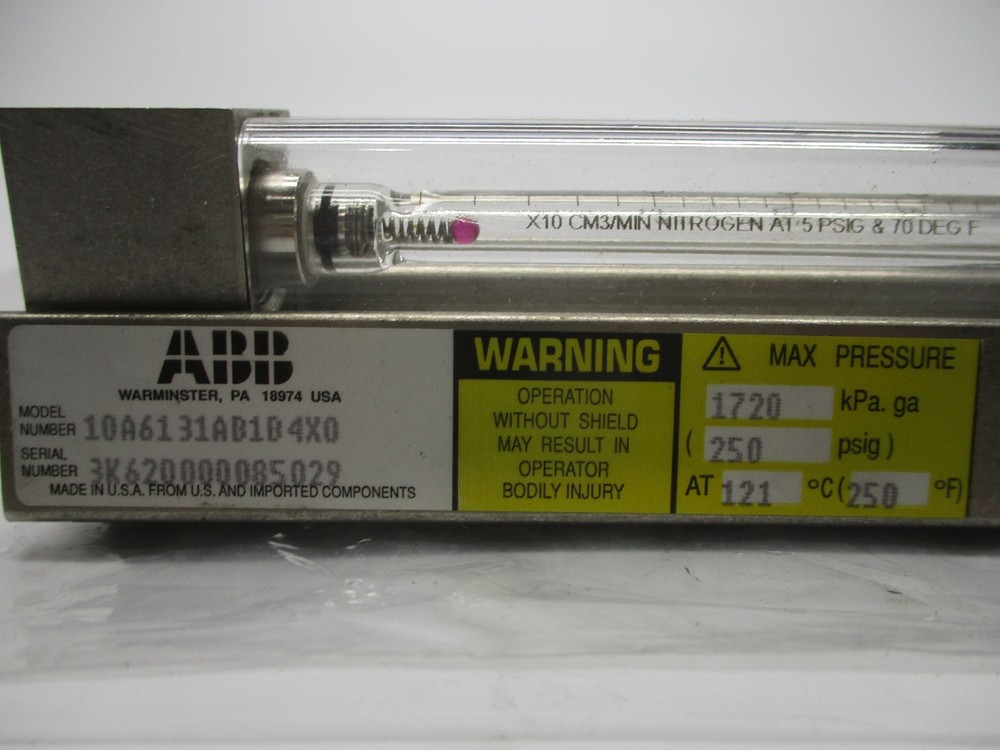 X10 CM3/MIN NITROGEN AT 5 PSIG & 70 DEG F
ABB
WARMINSTER, PA 18974 USA
MODEL
NUMBER 10A6131AB1B4X0
SERIAL
NUMBER 3K620000085029
MADE IN U.S.A. FROM U.S. AND IMPORTED COMPONENTS
WARNING
OPERATION
WITHOUT SHIELD
MAY RESULT IN
OPERATOR
BODILY INJURY
MAX PRESSURE
1720 kPa. ga
( 250 psig )
AT 121 °C ( 250 °F)